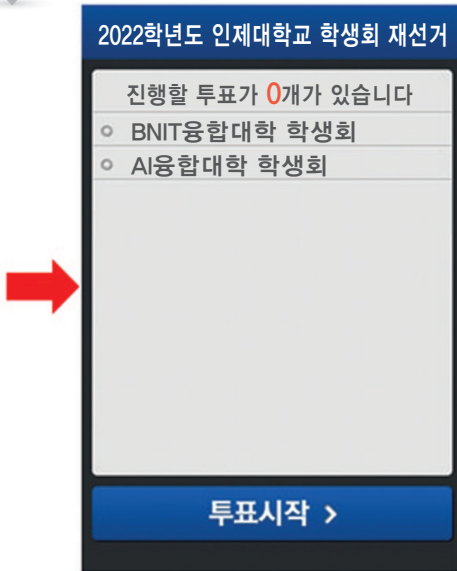 2022학년도 인제대학교 학생회 재선거
진행할 투표가 0개가 있습니다
BNIT융합대학 학생회
AI융합대학 학생회
투표시작 >